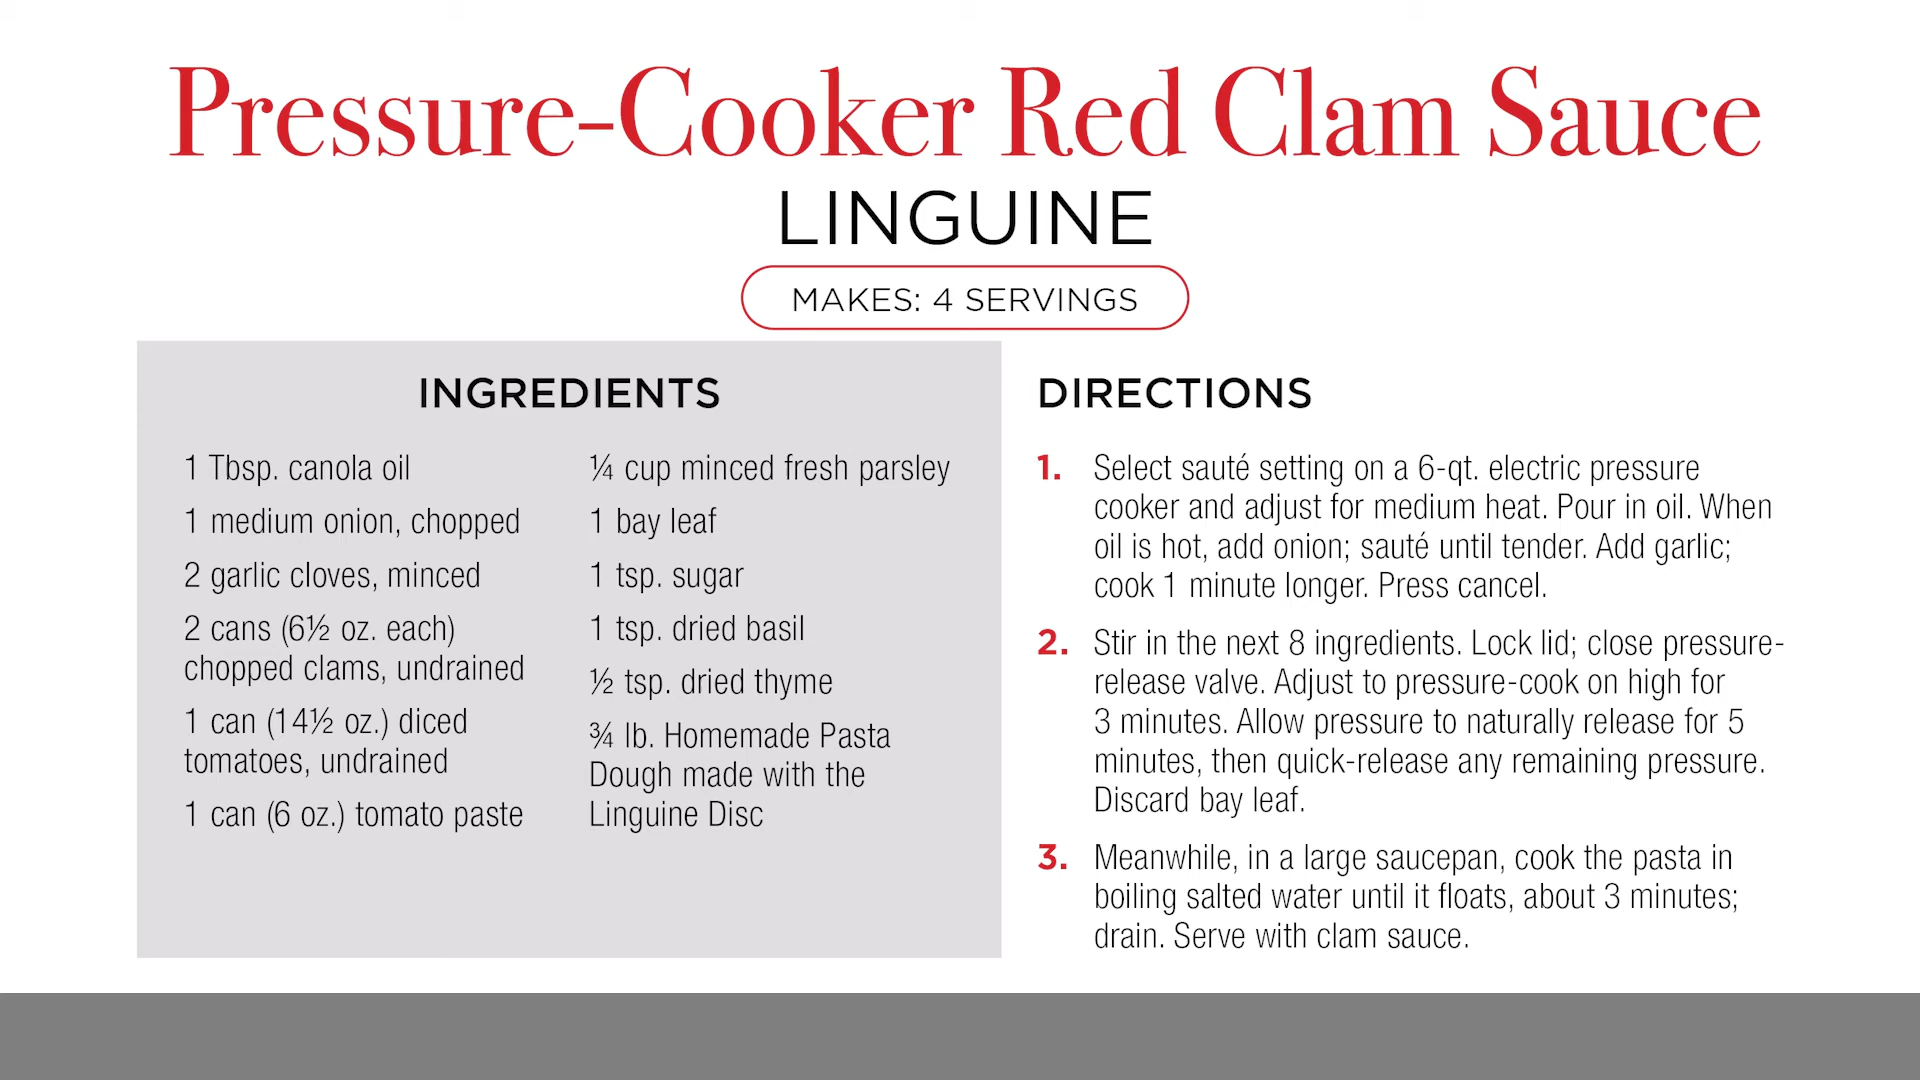 Pressure-Cooker Red Clam Sauce
LINGUINE
MAKES: 4 SERVINGS
INGREDIENTS
1 Tbsp. canola oil
1 medium onion, chopped
2 garlic cloves, minced
2 cans (6½ oz. each)
chopped clams, undrained
1 can (14½ oz.) diced
tomatoes, undrained
1 can (6 oz.) tomato paste
¼ cup minced fresh parsley
1 bay leaf
1 tsp. sugar
1 tsp. dried basil
½ tsp. dried thyme
¾ lb. Homemade Pasta
Dough made with the
Linguine Disc
DIRECTIONS
1. Select sauté setting on a 6-qt. electric pressure
cooker and adjust for medium heat. Pour in oil. When
oil is hot, add onion; sauté until tender. Add garlic;
cook 1 minute longer. Press cancel.
2. Stir in the next 8 ingredients. Lock lid; close pressure-
release valve. Adjust to pressure-cook on high for
3 minutes. Allow pressure to naturally release for 5
minutes, then quick-release any remaining pressure.
Discard bay leaf.
3. Meanwhile, in a large saucepan, cook the pasta in
boiling salted water until it floats, about 3 minutes;
drain. Serve with clam sauce.